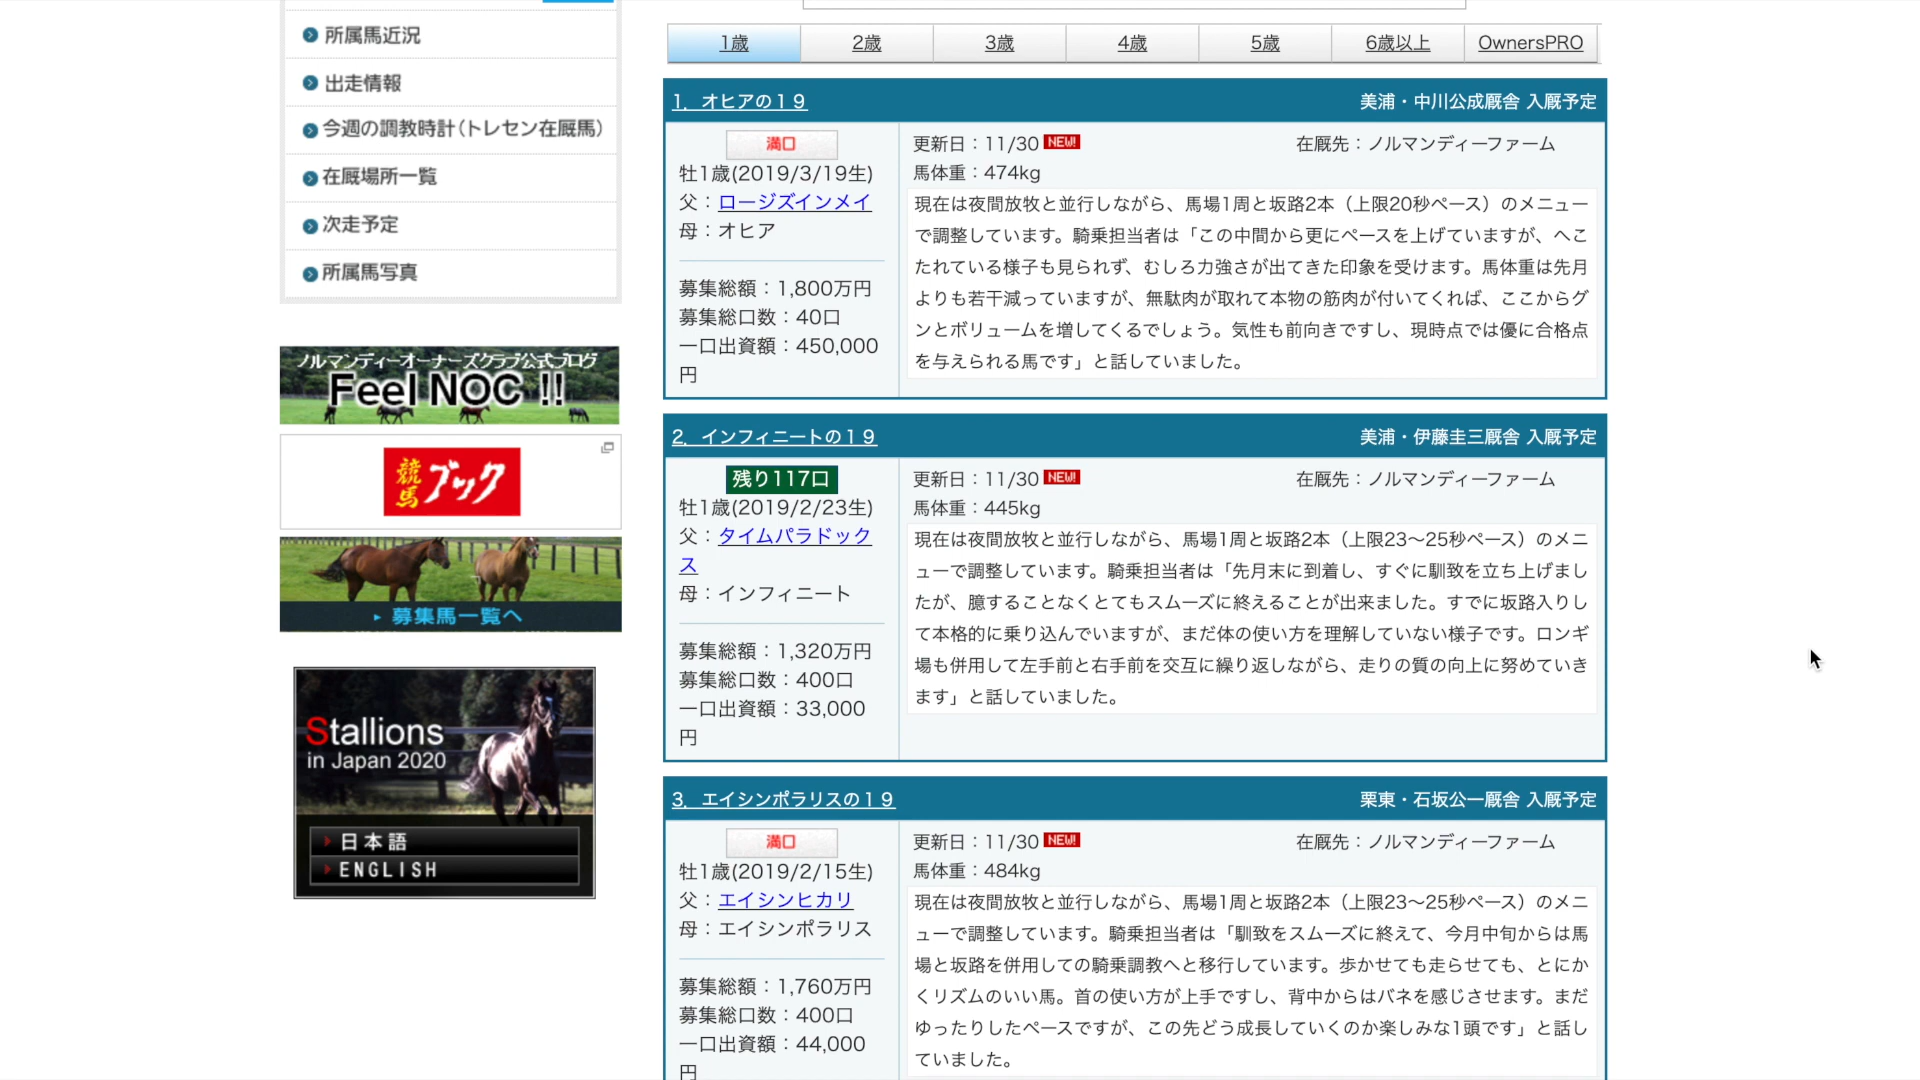 所属馬近況
出走情報
今週の調教時計(トレセン在厩馬)
在厩場所一覧
次走予定
所属馬写真
ノルマンディーオーナーズクラブ公式ブログ
Feel NOC !!
競馬ブック
募集馬一覧へ
Stallions
in Japan 2020
日本語
ENGLISH
1歳 2歳 3歳 4歳 5歳 6歳以上 OwnersPRO
1．オヒアの１９ 美浦・中川公成厩舎 入厩予定
満口
牡1歳(2019/3/19生)
父：ロージズインメイ
母：オヒア
募集総額：1,800万円
募集総口数：40口
一口出資額：450,000
円
更新日：11/30 NEW! 在厩先：ノルマンディーファーム
馬体重：474kg
現在は夜間放牧と並行しながら、馬場1周と坂路2本（上限20秒ペース）のメニュー
で調整しています。騎乗担当者は「この中間から更にペースを上げていますが、へこ
たれている様子も見られず、むしろ力強さが出てきた印象を受けます。馬体重は先月
よりも若干減っていますが、無駄肉が取れて本物の筋肉が付いてくれば、ここからグ
ンとボリュームを増してくるでしょう。気性も前向きですし、現時点では優に合格点
を与えられる馬です」と話していました。
2．インフィニートの１９ 美浦・伊藤圭三厩舎 入厩予定
残り117口
牡1歳(2019/2/23生)
父：タイムパラドック
ス
母：インフィニート
募集総額：1,320万円
募集総口数：400口
一口出資額：33,000
円
更新日：11/30 NEW! 在厩先：ノルマンディーファーム
馬体重：445kg
現在は夜間放牧と並行しながら、馬場1周と坂路2本（上限23〜25秒ペース）のメニ
ューで調整しています。騎乗担当者は「先月末に到着し、すぐに馴致を立ち上げまし
たが、臆することなくとてもスムーズに終えることが出来ました。すでに坂路入りし
て本格的に乗り込んでいますが、まだ体の使い方を理解していない様子です。ロンギ
場も併用して左手前と右手前を交互に繰り返しながら、走りの質の向上に努めていき
ます」と話していました。
3．エイシンポラリスの１９ 栗東・石坂公一厩舎 入厩予定
満口
牡1歳(2019/2/15生)
父：エイシンヒカリ
母：エイシンポラリス
募集総額：1,760万円
募集総口数：400口
一口出資額：44,000
円
更新日：11/30 NEW! 在厩先：ノルマンディーファーム
馬体重：484kg
現在は夜間放牧と並行しながら、馬場1周と坂路2本（上限23〜25秒ペース）のメニ
ューで調整しています。騎乗担当者は「馴致をスムーズに終えて、今月中旬からは馬
場と坂路を併用しての騎乗調教へと移行しています。歩かせても走らせても、とにか
くリズムのいい馬。首の使い方が上手ですし、背中からはバネを感じさせます。まだ
ゆったりしたペースですが、この先どう成長していくのか楽しみな1頭です」と話し
ていました。